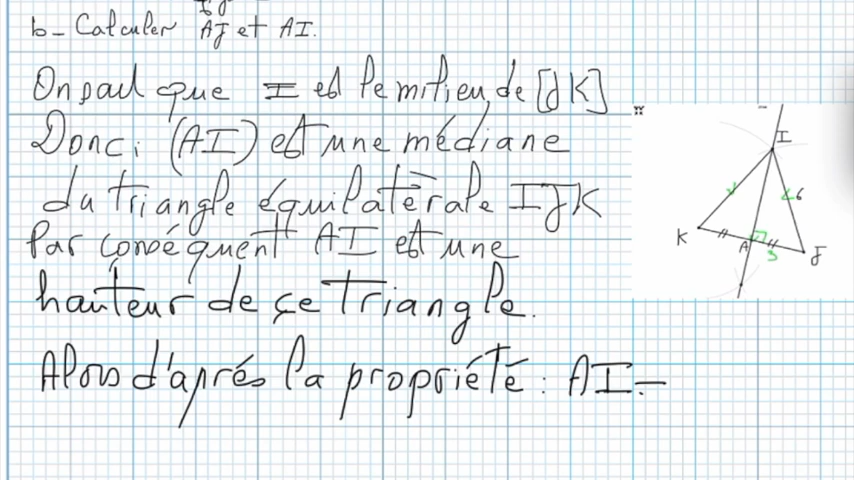 b- Calculer AJ et AI.
On sait que I est le milieu de [JK]
Donc, (AI) est une médiane
du triangle équilatérale IJK
Par conséquent AI est une
hauteur de ce triangle.
Alors d'aprés la propriété : AI=
I
6
K
A
3
J